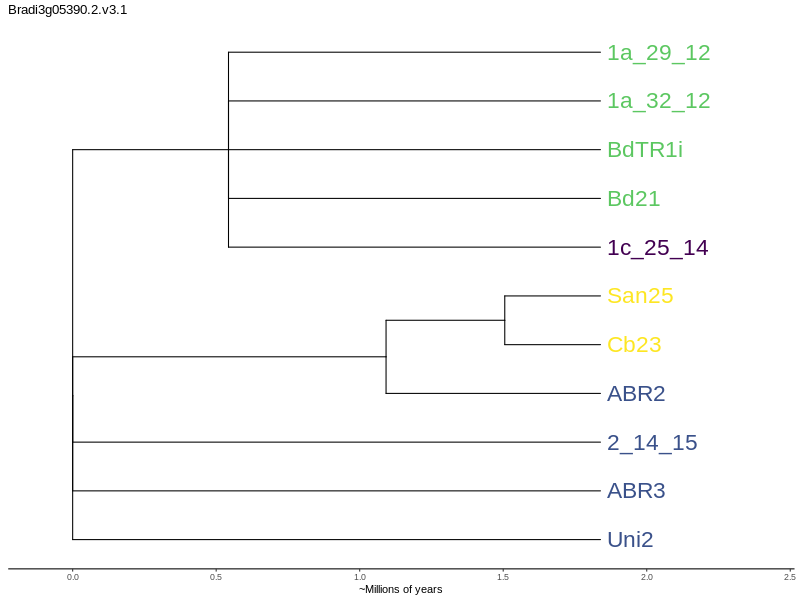 Bradi3g05390.2.v3.1
1a_29_12
1a_32_12
BdTR1i
Bd21
1c_25_14
San25
Cb23
ABR2
2_14_15
ABR3
Uni2
0.0 0.5 1.0 1.5 2.0 2.5
~Millions of years